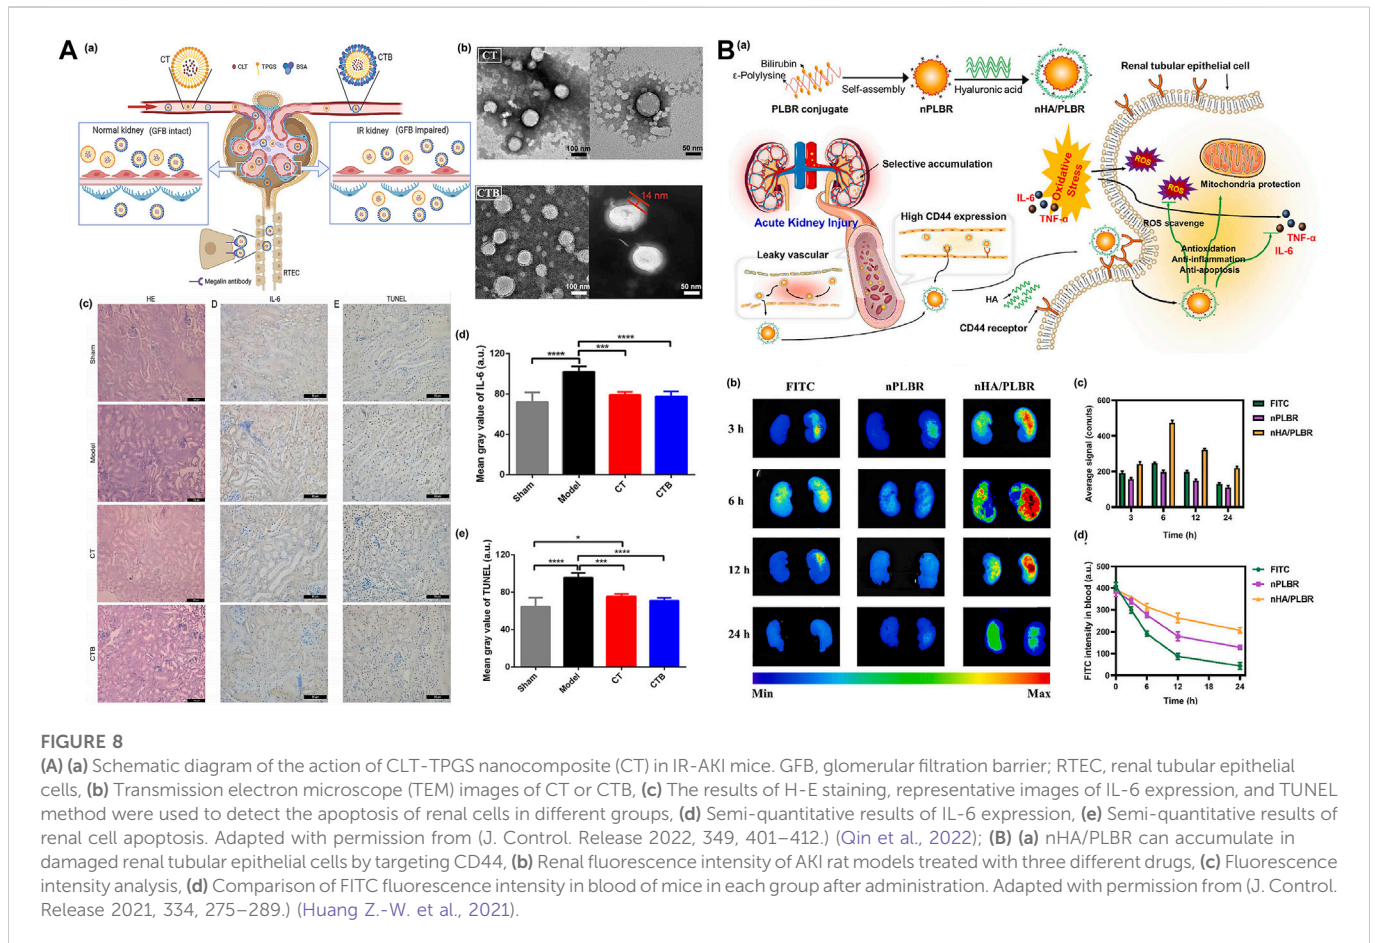 A (a)
CT
CLT TPGS BSA
CTB
Normal kidney (GFB intact)
IR kidney (GFB impaired)
Megalin antibody
RTEC
(b)
CT
100 nm
50 nm
CTB
14 nm
100 nm
50 nm
(c) HE D IL-6 E TUNEL
Sham
Model
CT
CTB
(d)
Mean gray value of IL-6 (a.u.)
120
80
40
0
****
***
****
Sham Model CT CTB
(e)
Mean gray value of TUNEL (a.u.)
120
80
40
0
*
****
****
***
Sham Model CT CTB
B (a)
Bilirubin
ε-Polylysine
PLBR conjugate
Self-assembly
nPLBR
Hyaluronic acid
nHA/PLBR
Renal tubular epithelial cell
Selective accumulation
Acute Kidney Injury
Leaky vascular
High CD44 expression
Oxidative
Stress
IL-6
TNF-α
ROS
ROS
ROS scavenge
Mitochondria protection
Antioxidation
Anti-inflammation
Anti-apoptosis
TNF-α
IL-6
HA
CD44 receptor
(b)
FITC nPLBR nHA/PLBR
3 h
6 h
12 h
24 h
Min Max
(c)
Average signal (conuts)
600
400
200
0
FITC
nPLBR
nHA/PLBR
3 6 12 24
Time (h)
(d)
FITC intensity in blood (a.u.)
500
400
300
200
100
0
FITC
nPLBR
nHA/PLBR
0 6 12 18 24
Time (h)
FIGURE 8
(A) (a) Schematic diagram of the action of CLT-TPGS nanocomposite (CT) in IR-AKI mice. GFB, glomerular filtration barrier; RTEC, renal tubular epithelial
cells, (b) Transmission electron microscope (TEM) images of CT or CTB, (c) The results of H-E staining, representative images of IL-6 expression, and TUNEL
method were used to detect the apoptosis of renal cells in different groups, (d) Semi-quantitative results of IL-6 expression, (e) Semi-quantitative results of
renal cell apoptosis. Adapted with permission from (J. Control. Release 2022, 349, 401–412.) (Qin et al., 2022); (B) (a) nHA/PLBR can accumulate in
damaged renal tubular epithelial cells by targeting CD44, (b) Renal fluorescence intensity of AKI rat models treated with three different drugs, (c) Fluorescence
intensity analysis, (d) Comparison of FITC fluorescence intensity in blood of mice in each group after administration. Adapted with permission from (J. Control.
Release 2021, 334, 275–289.) (Huang Z.-W. et al., 2021).